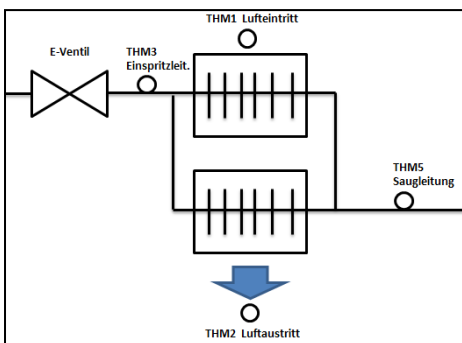 THM1 Lufteintritt
E-Ventil
THM3
Einspritzleit.
THM5
Saugleitung
THM2 Luftaustritt